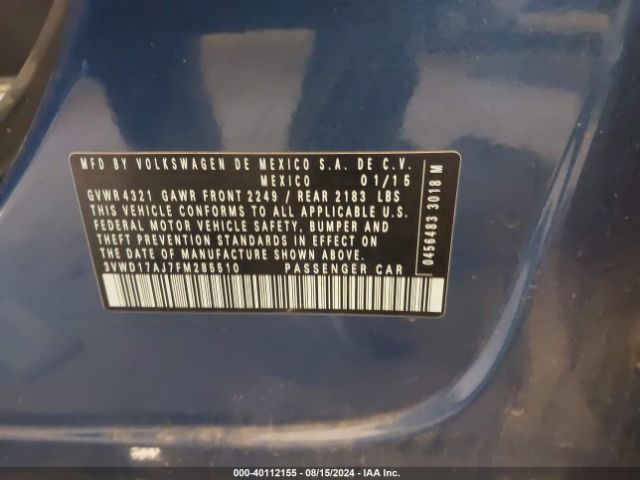 MFD BY VOLKSWAGEN DE MEXICO S.A. DE C.V.
MEXICO 01/15
GVWR 4321 GAWR FRONT 2249 / REAR 2183 LBS
THIS VEHICLE CONFORMS TO ALL APPLICABLE U.S.
FEDERAL MOTOR VEHICLE SAFETY, BUMPER AND
THEFT PREVENTION STANDARDS IN EFFECT ON
THE DATE OF MANUFACTURE SHOWN ABOVE.
3VWD17AJ7FM285510 PASSENGER CAR
0456483 3018 M
000-40112155 - 08/15/2024 - IAA Inc.